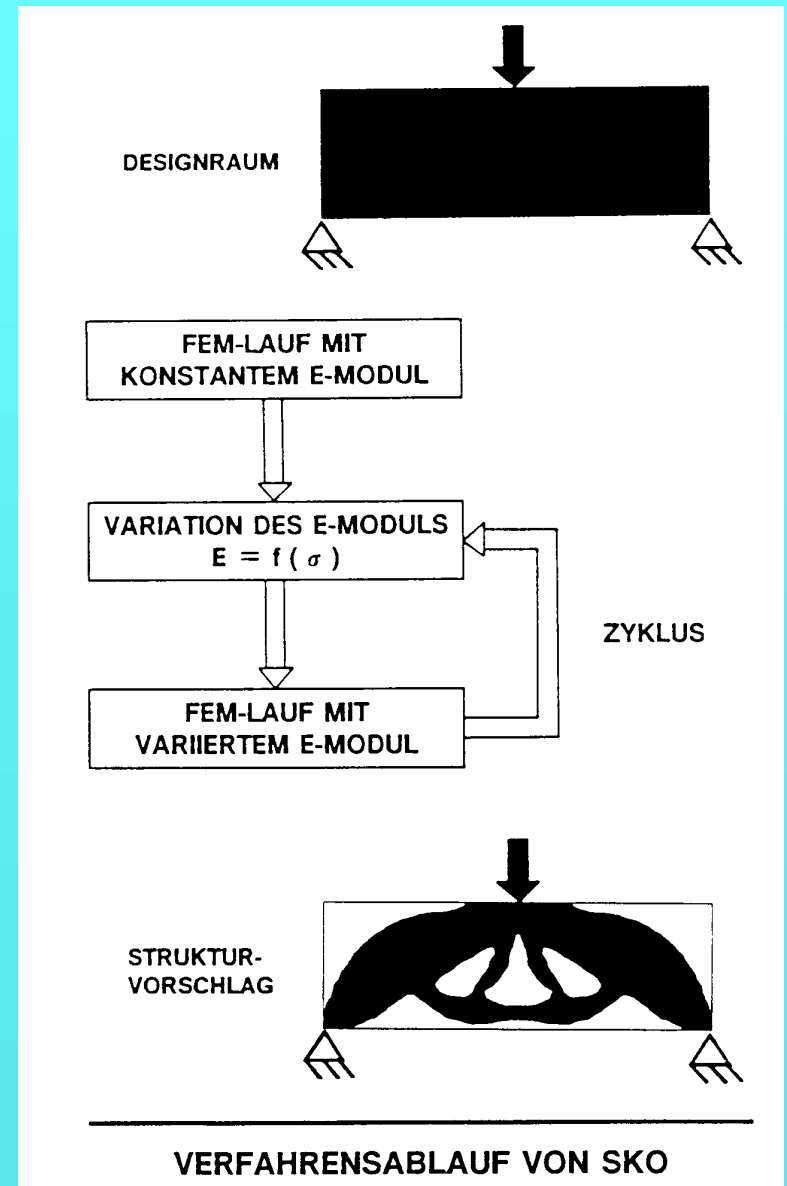 DESIGNRAUM
FEM-LAUF MIT
KONSTANTEM E-MODUL
VARIATION DES E-MODULS
E = f ( σ )
ZYKLUS
FEM-LAUF MIT
VARIIERTEM E-MODUL
STRUKTUR-
VORSCHLAG
VERFAHRENSABLAUF VON SKO